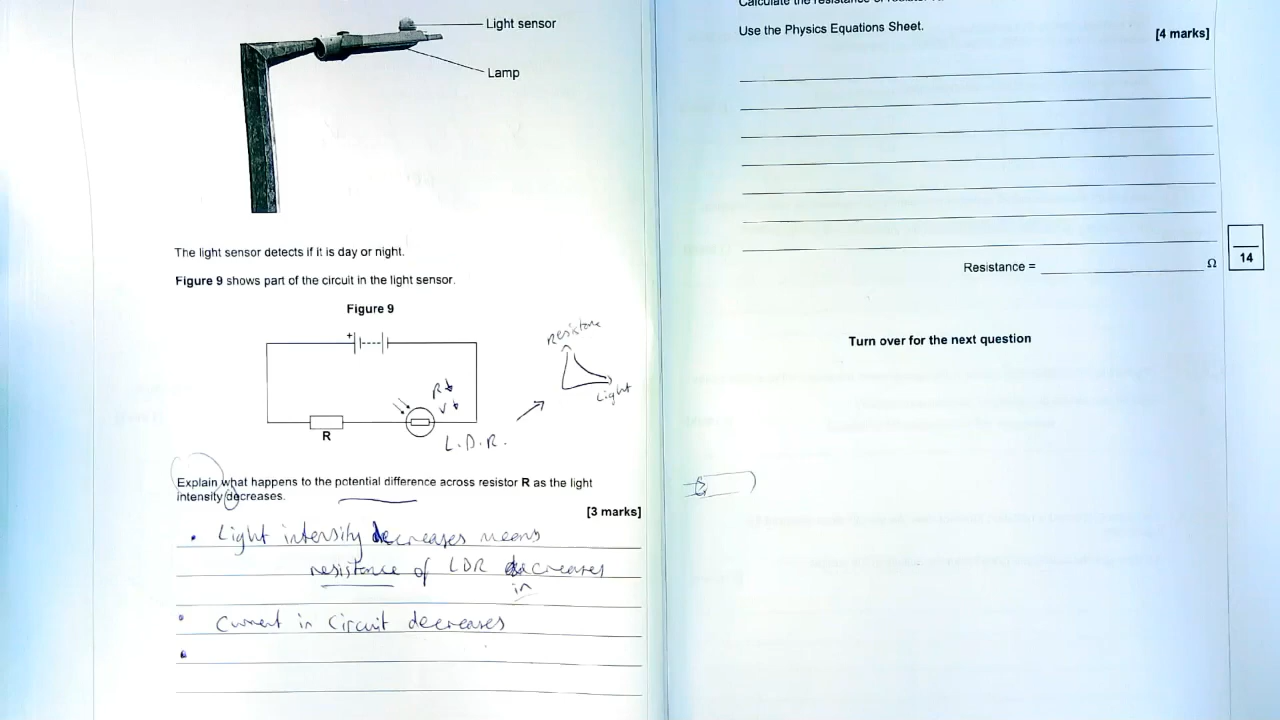 Light sensor
Lamp
The light sensor detects if it is day or night.
Figure 9 shows part of the circuit in the light sensor.
Figure 9
+
R
R↓
V↓
L.D.R.
Resistance
Light
Explain what happens to the potential difference across resistor R as the light
intensity decreases.
[3 marks]
• Light intensity decreases means
resistance of LDR creases
in
• Current in circuit decreases
•
Use the Physics Equations Sheet.
[4 marks]
Resistance = Ω
14
Turn over for the next question